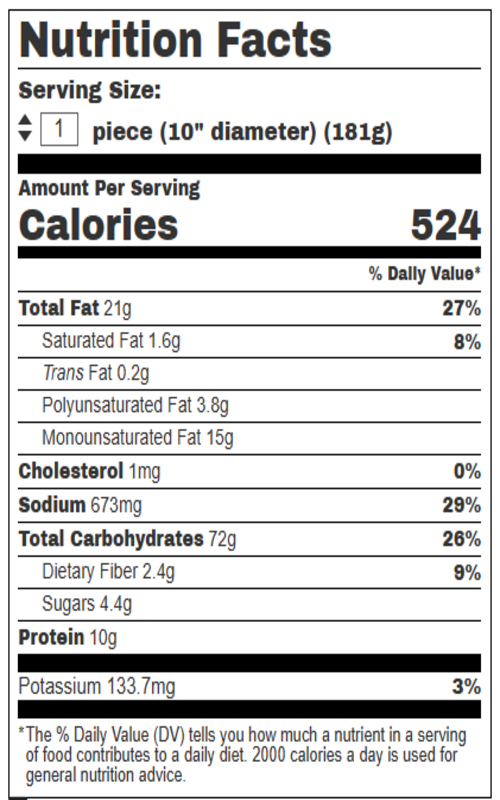 Nutrition Facts
Serving Size:
1 piece (10" diameter) (181g)
Amount Per Serving
Calories 524
% Daily Value*
Total Fat 21g 27%
Saturated Fat 1.6g 8%
Trans Fat 0.2g
Polyunsaturated Fat 3.8g
Monounsaturated Fat 15g
Cholesterol 1mg 0%
Sodium 673mg 29%
Total Carbohydrates 72g 26%
Dietary Fiber 2.4g 9%
Sugars 4.4g
Protein 10g
Potassium 133.7mg 3%
*The % Daily Value (DV) tells you how much a nutrient in a serving
of food contributes to a daily diet. 2000 calories a day is used for
general nutrition advice.